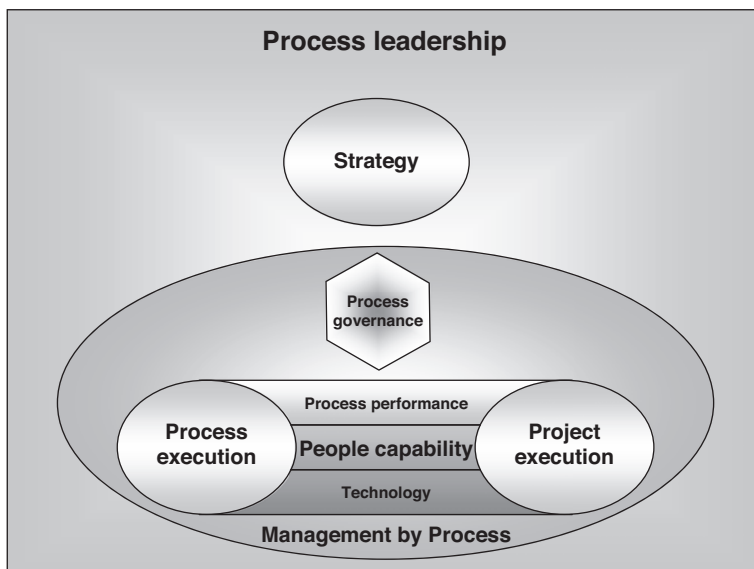 Process leadership
Strategy
Process
governance
Process performance
Process
execution
People capability
Project
execution
Technology
Management by Process